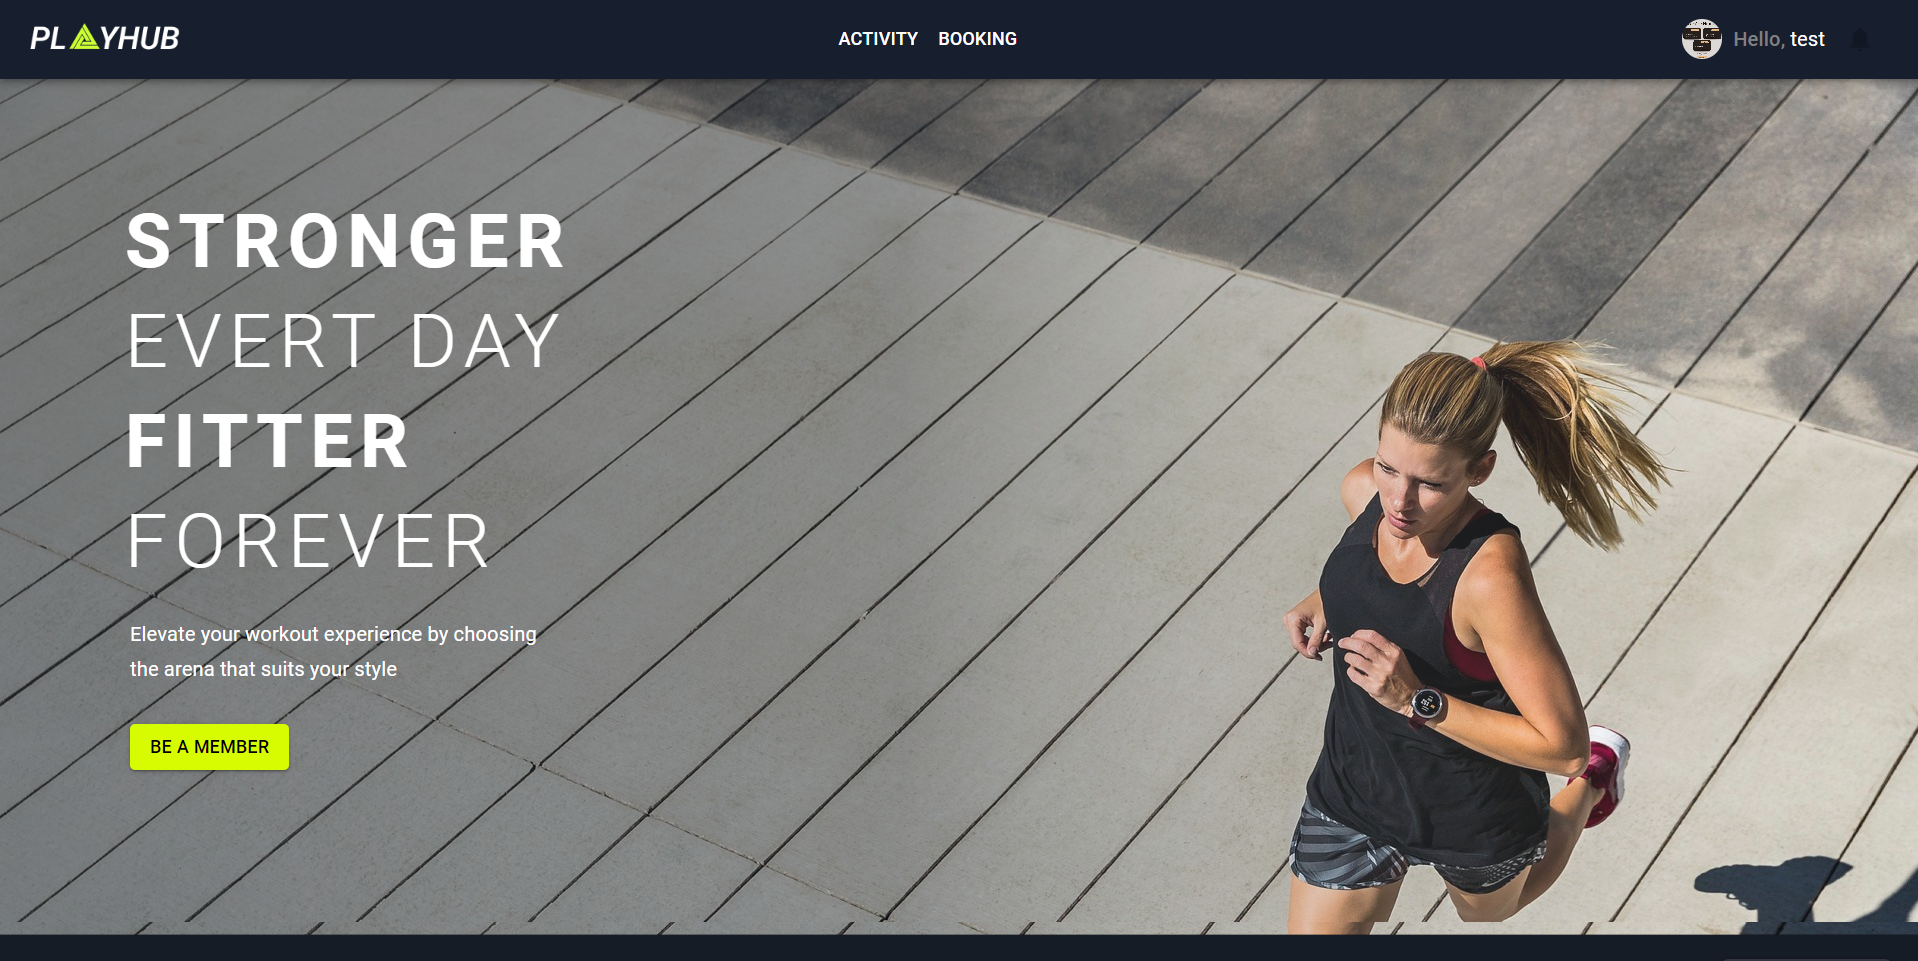 PLAYHUB
ACTIVITY BOOKING
Hello, test
STRONGER
EVERT DAY
FITTER
FOREVER
Elevate your workout experience by choosing
the arena that suits your style
BE A MEMBER